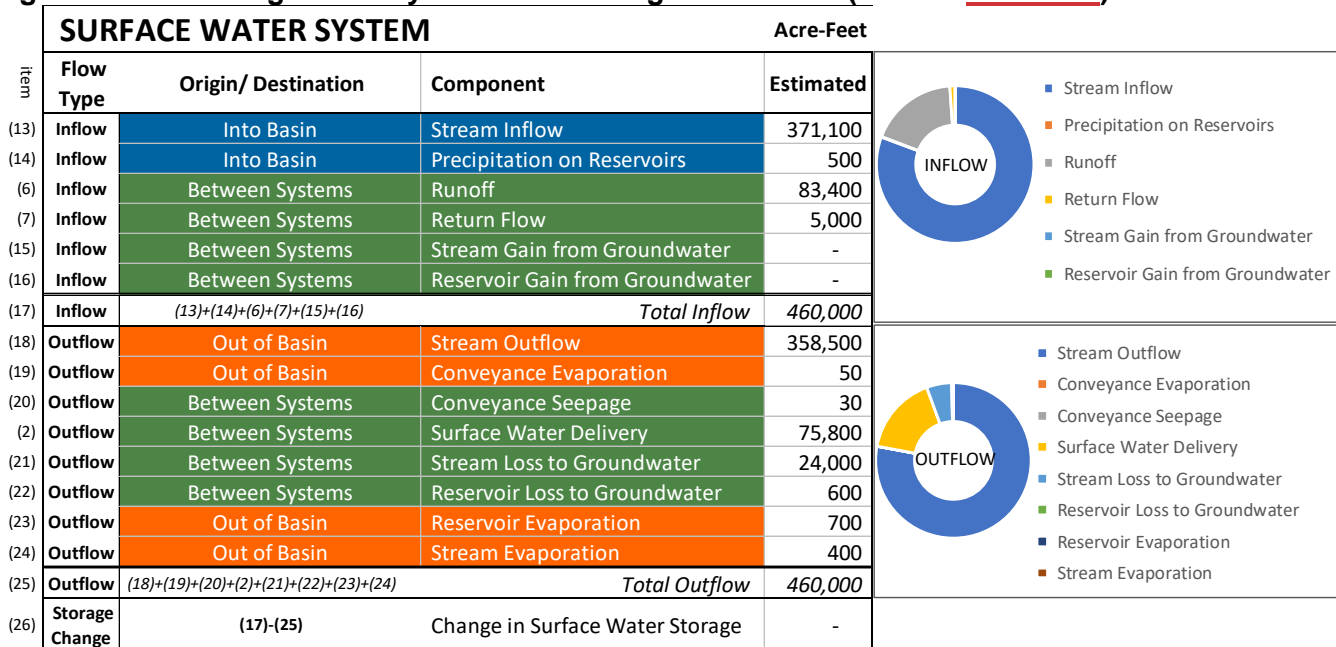 SURFACE WATER SYSTEM Acre-Feet
item Flow Type Origin/ Destination Component Estimated
(13) Inflow Into Basin Stream Inflow 371,100
(14) Inflow Into Basin Precipitation on Reservoirs 500
(6) Inflow Between Systems Runoff 83,400
(7) Inflow Between Systems Return Flow 5,000
(15) Inflow Between Systems Stream Gain from Groundwater -
(16) Inflow Between Systems Reservoir Gain from Groundwater -
(17) Inflow (13)+(14)+(6)+(7)+(15)+(16) Total Inflow 460,000
(18) Outflow Out of Basin Stream Outflow 358,500
(19) Outflow Out of Basin Conveyance Evaporation 50
(20) Outflow Between Systems Conveyance Seepage 30
(2) Outflow Between Systems Surface Water Delivery 75,800
(21) Outflow Between Systems Stream Loss to Groundwater 24,000
(22) Outflow Between Systems Reservoir Loss to Groundwater 600
(23) Outflow Out of Basin Reservoir Evaporation 700
(24) Outflow Out of Basin Stream Evaporation 400
(25) Outflow (18)+(19)+(20)+(2)+(21)+(22)+(23)+(24) Total Outflow 460,000
(26) Storage Change (17)-(25) Change in Surface Water Storage -
INFLOW
Stream Inflow
Precipitation on Reservoirs
Runoff
Return Flow
Stream Gain from Groundwater
Reservoir Gain from Groundwater
OUTFLOW
Stream Outflow
Conveyance Evaporation
Conveyance Seepage
Surface Water Delivery
Stream Loss to Groundwater
Reservoir Loss to Groundwater
Reservoir Evaporation
Stream Evaporation